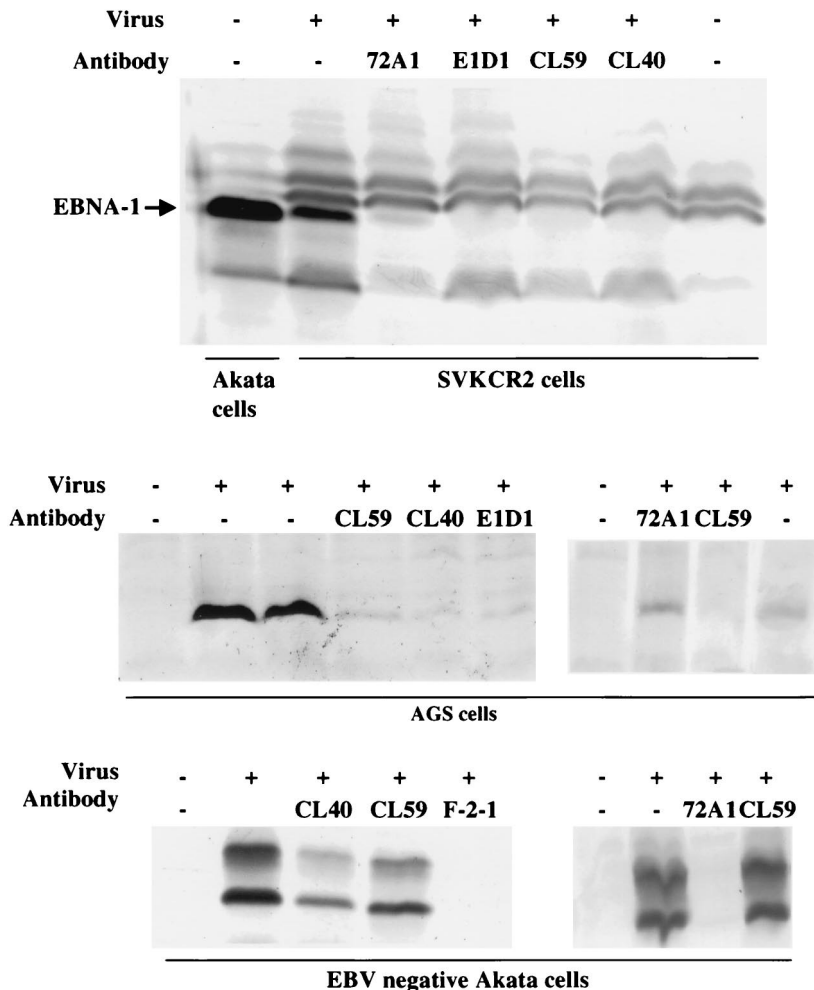 Virus - + + + + + -
Antibody - - 72A1 E1D1 CL59 CL40 -
EBNA-1
Akata cells
SVKCR2 cells
Virus - + + + + + - + + +
Antibody - - - CL59 CL40 E1D1 - 72A1 CL59 -
AGS cells
Virus - + + + + - + + +
Antibody - - CL40 CL59 F-2-1 - - 72A1 CL59
EBV negative Akata cells